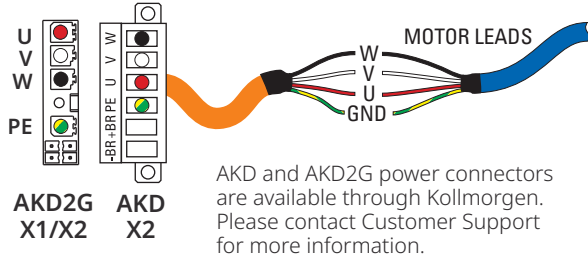 U
V
W
PE
W
V
U
PE
+BR
-BR
AKD2G
X1/X2
AKD
X2
W
V
U
GND
MOTOR LEADS
AKD and AKD2G power connectors
are available through Kollmorgen.
Please contact Customer Support
for more information.